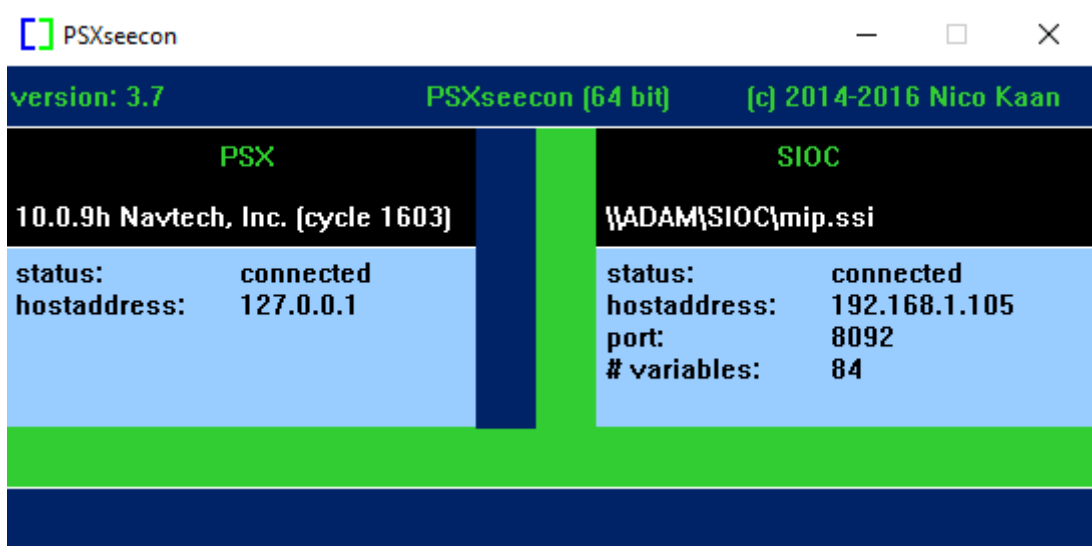 PSXseecon
version: 3.7 PSXseecon (64 bit) (c) 2014-2016 Nico Kaan
PSX
10.0.9h Navtech, Inc. (cycle 1603)
status: connected
hostaddress: 127.0.0.1
SIOC
\\ADAM\SIOC\mip.ssi
status: connected
hostaddress: 192.168.1.105
port: 8092
# variables: 84